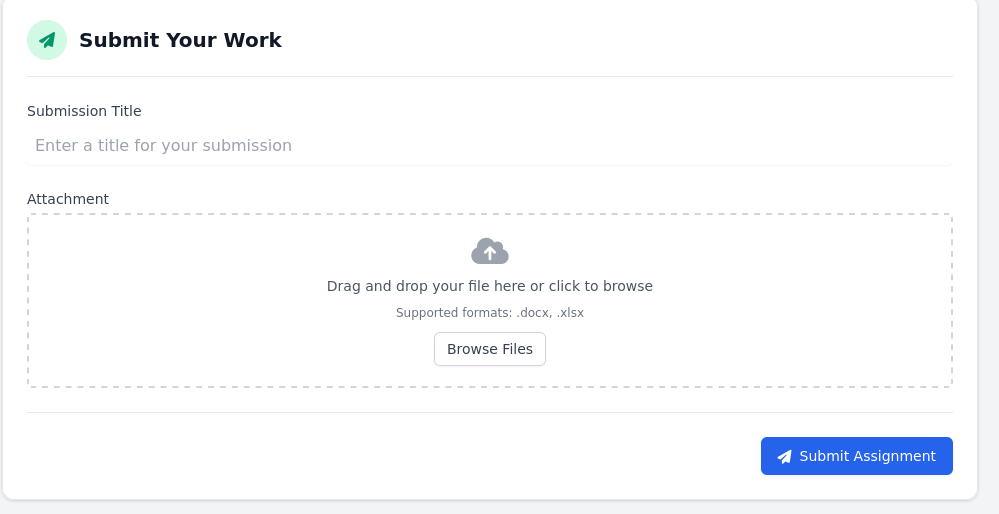 Submit Your Work
Submission Title
Enter a title for your submission
Attachment
Drag and drop your file here or click to browse
Supported formats: .docx, .xlsx
Browse Files
Submit Assignment